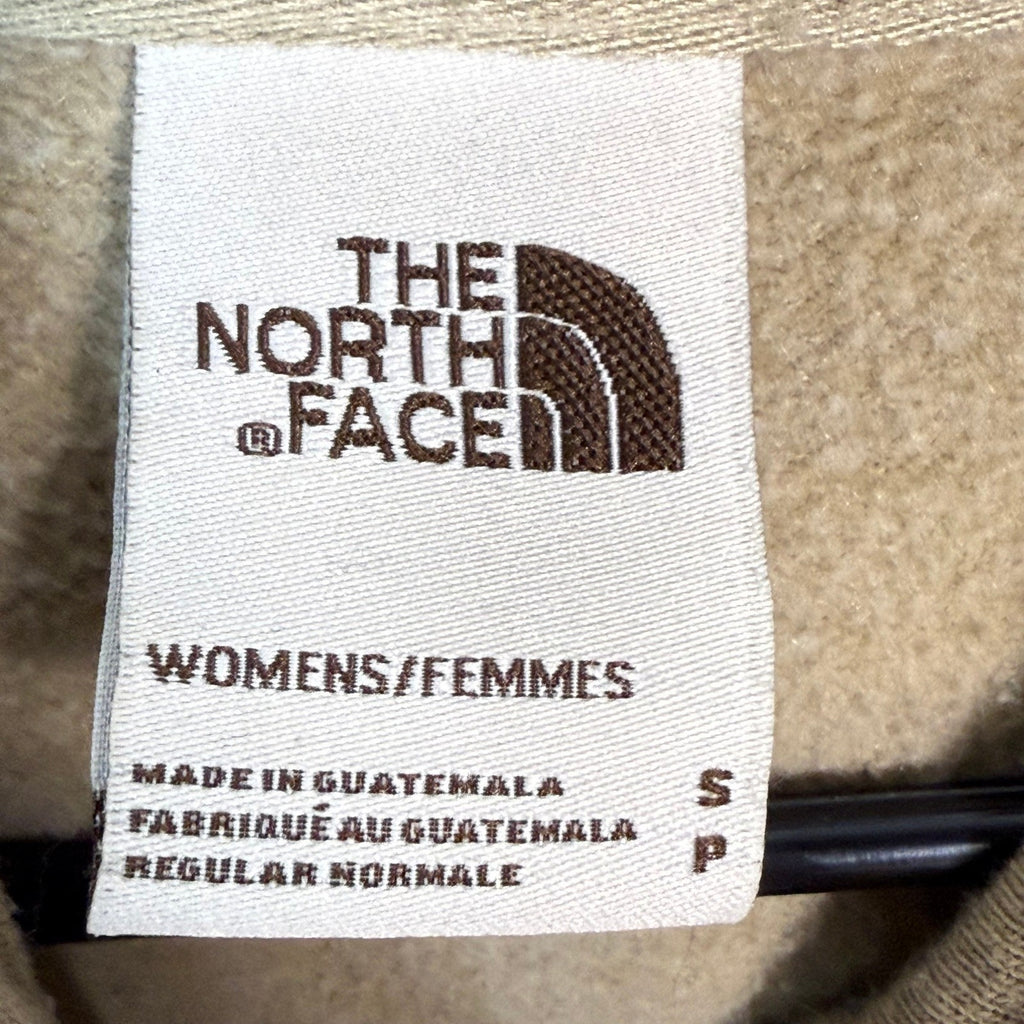 THE
NORTH
®FACE
WOMENS/FEMMES
MADE IN GUATEMALA S
FABRIQUÉ AU GUATEMALA
REGULAR NORMALE P